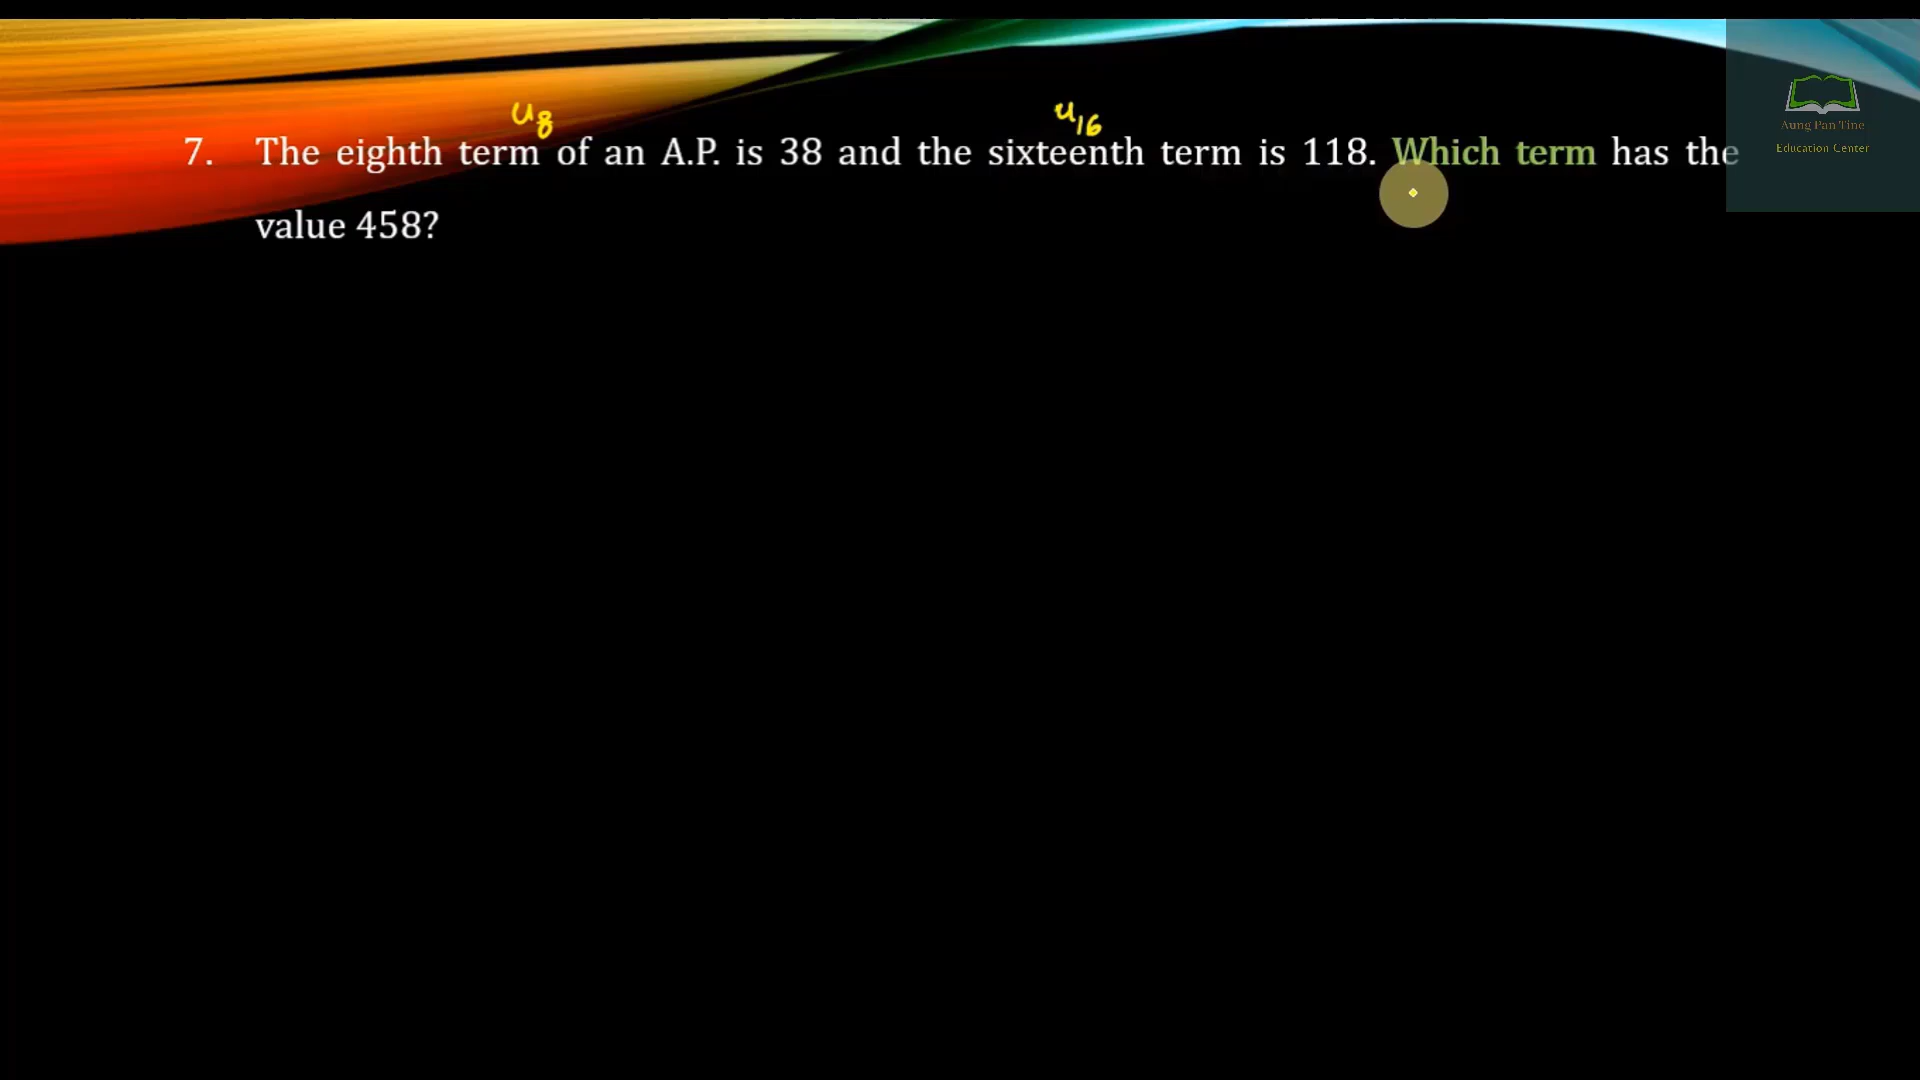 u8 u16
7. The eighth term of an A.P. is 38 and the sixteenth term is 118. Which term has the
value 458?
Aung Pan Tine
Education Center